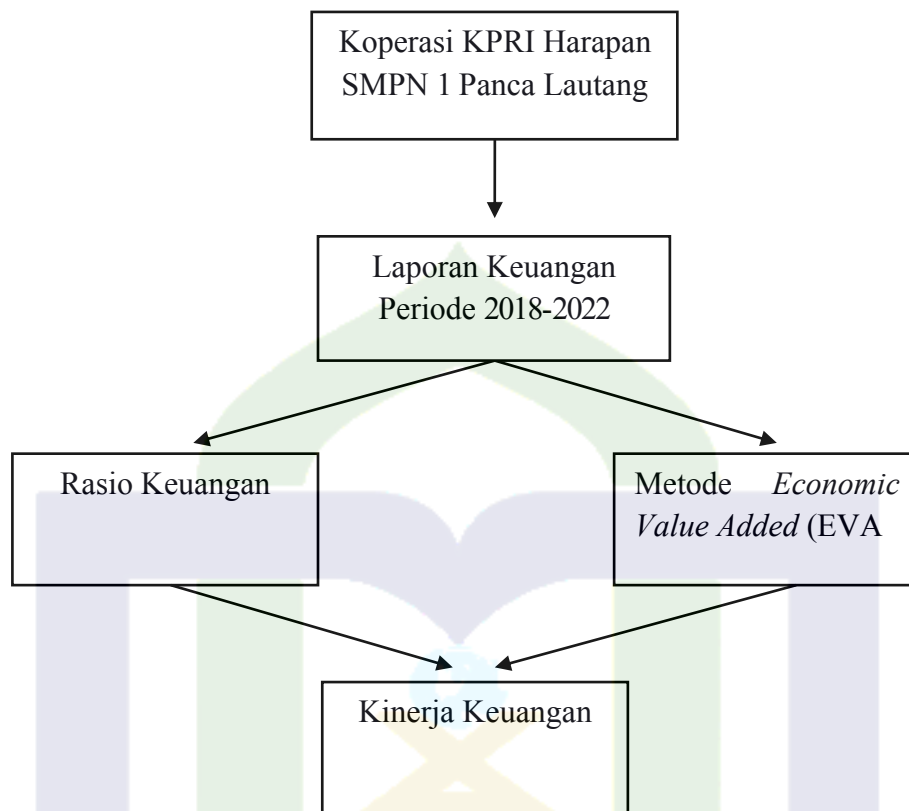 Koperasi KPRI Harapan
SMPN 1 Panca Lautang
Laporan Keuangan
Periode 2018-2022
Rasio Keuangan
Metode Economic
Value Added (EVA
Kinerja Keuangan